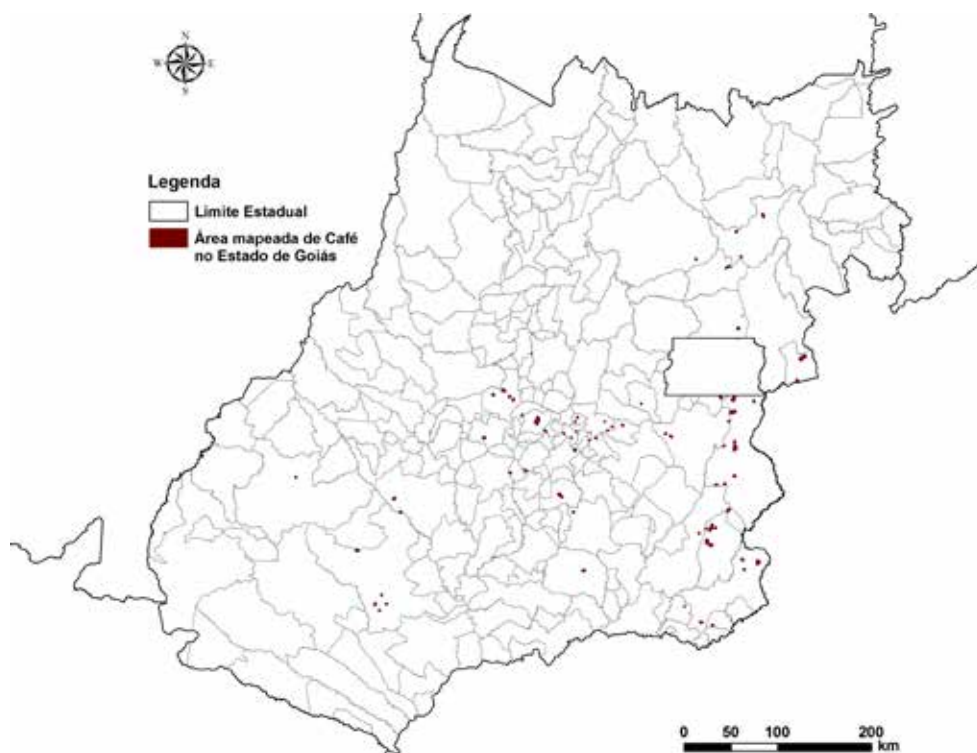 N
W E
S
Legenda
Limite Estadual
Área mapeada de Café
no Estado de Goiás
0 50 100 200
km